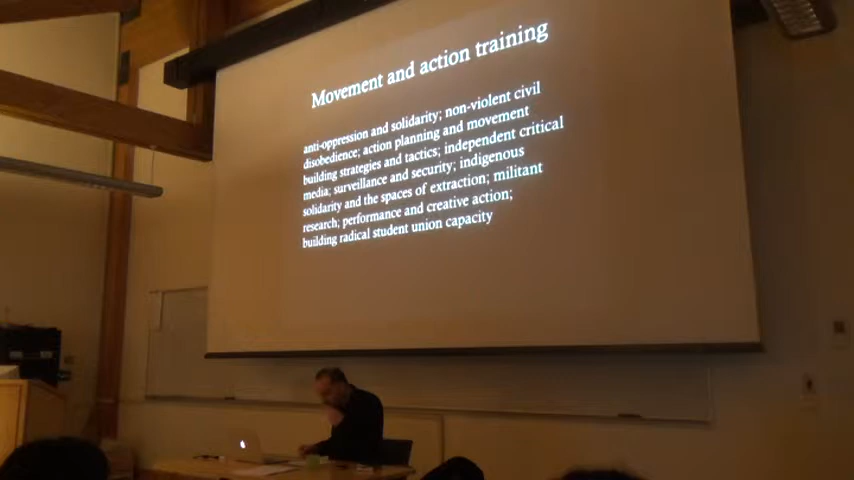 Movement and action training
anti-oppression and solidarity; non-violent civil
disobedience; action planning and movement
building strategies and tactics; independent critical
media; surveillance and security; indigenous
solidarity and the spaces of extraction; militant
research; performance and creative action;
building radical student union capacity